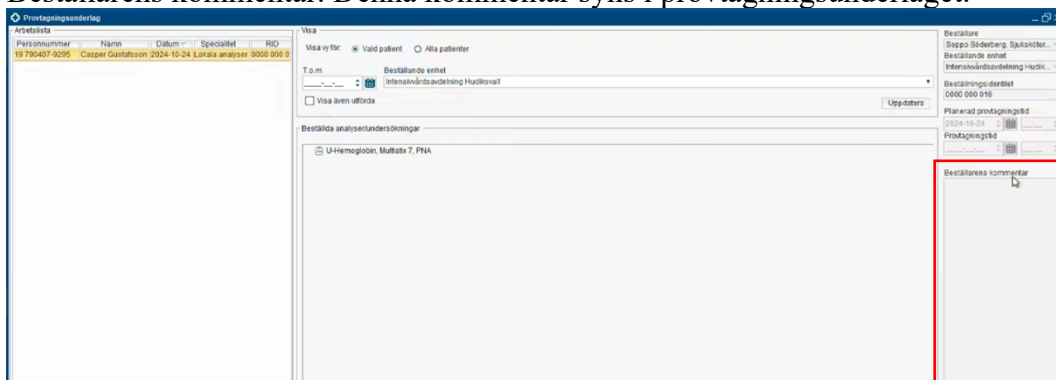 Beställarens kommentar. Denna kommentar syns i provtagningsunderlaget.
Provtagningsunderlag
Arbetslista
Personnummer Namn Datum Specialitet RID
19 790407-9295 Casper Gustafsson 2024-10-24 Lokala analyser 0000 000 0
Visa
Visa vy för: Vald patient Alla patienter
T.o.m Beställande enhet
____-__-__ Intensivvårdsavdelning Hudiksvall
Visa även utförda
Uppdatera
Beställda analyser/undersökningar
U-Hemoglobin, Multistix 7, PNA
Beställare
Seppo Söderberg, Sjuksköter...
Beställande enhet
Intensivvårdsavdelning Hudik...
Beställningsidentitet
0000 000 016
Planerad provtagningstid
2024-10-24
Provtagningstid
Beställarens kommentar